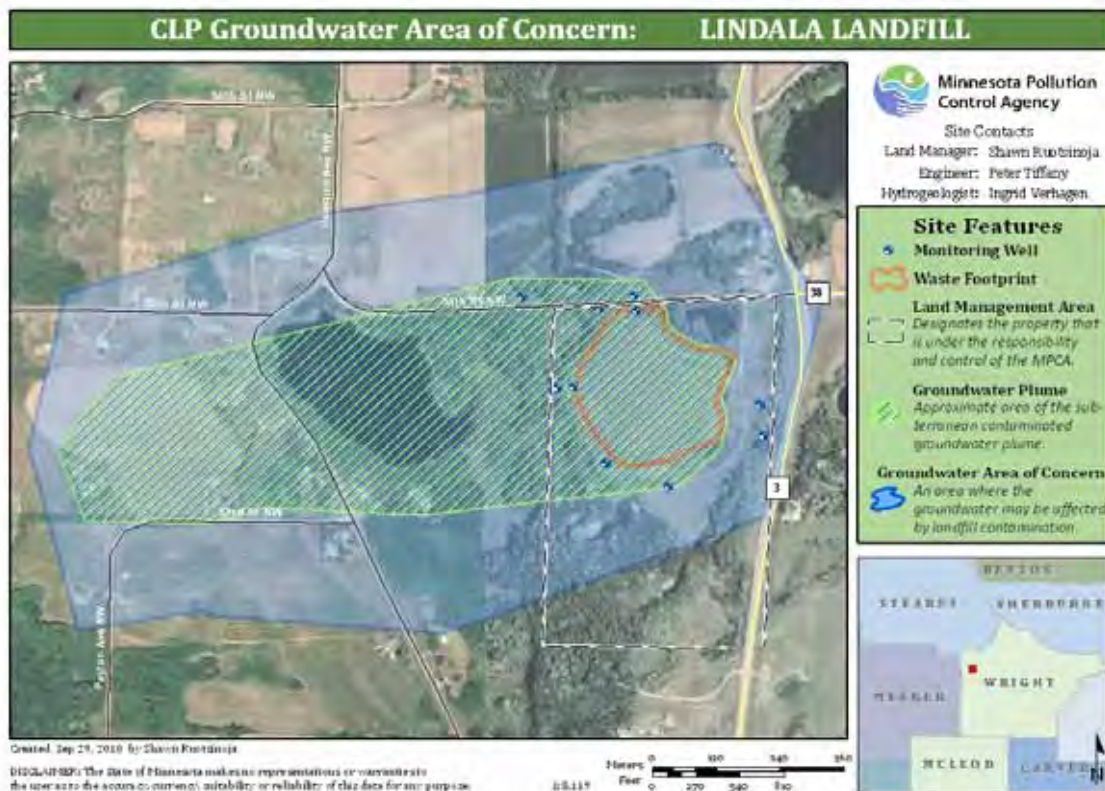 CLP Groundwater Area of Concern: LINDALA LANDFILL
Minnesota Pollution
Control Agency
Site Contacts
Land Manager: Shawn Ruotsinoja
Engineer: Peter Tiffany
Hydrogeologist: Ingrid Verhagen
Site Features
Monitoring Well
Waste Footprint
Land Management Area
Designates the property that
is under the responsibility
and control of the MPCA.
Groundwater Plume
Approximate area of the sub-
terranean contaminated
groundwater plume.
Groundwater Area of Concern
An area where the
groundwater may be affected
by landfill contamination.
38
3
BENTON
STEARNS SHERBURNE
WRIGHT
MEEKER
MCLEOD CARVER
N
Created: Sep 29, 2010 by Shawn Ruotsinoja
DISCLAIMER: The State of Minnesota makes no representations or warranties to
the user as to the accuracy, currency, suitability or reliability of this data for any purpose.
Meters
Feet
0 270 540